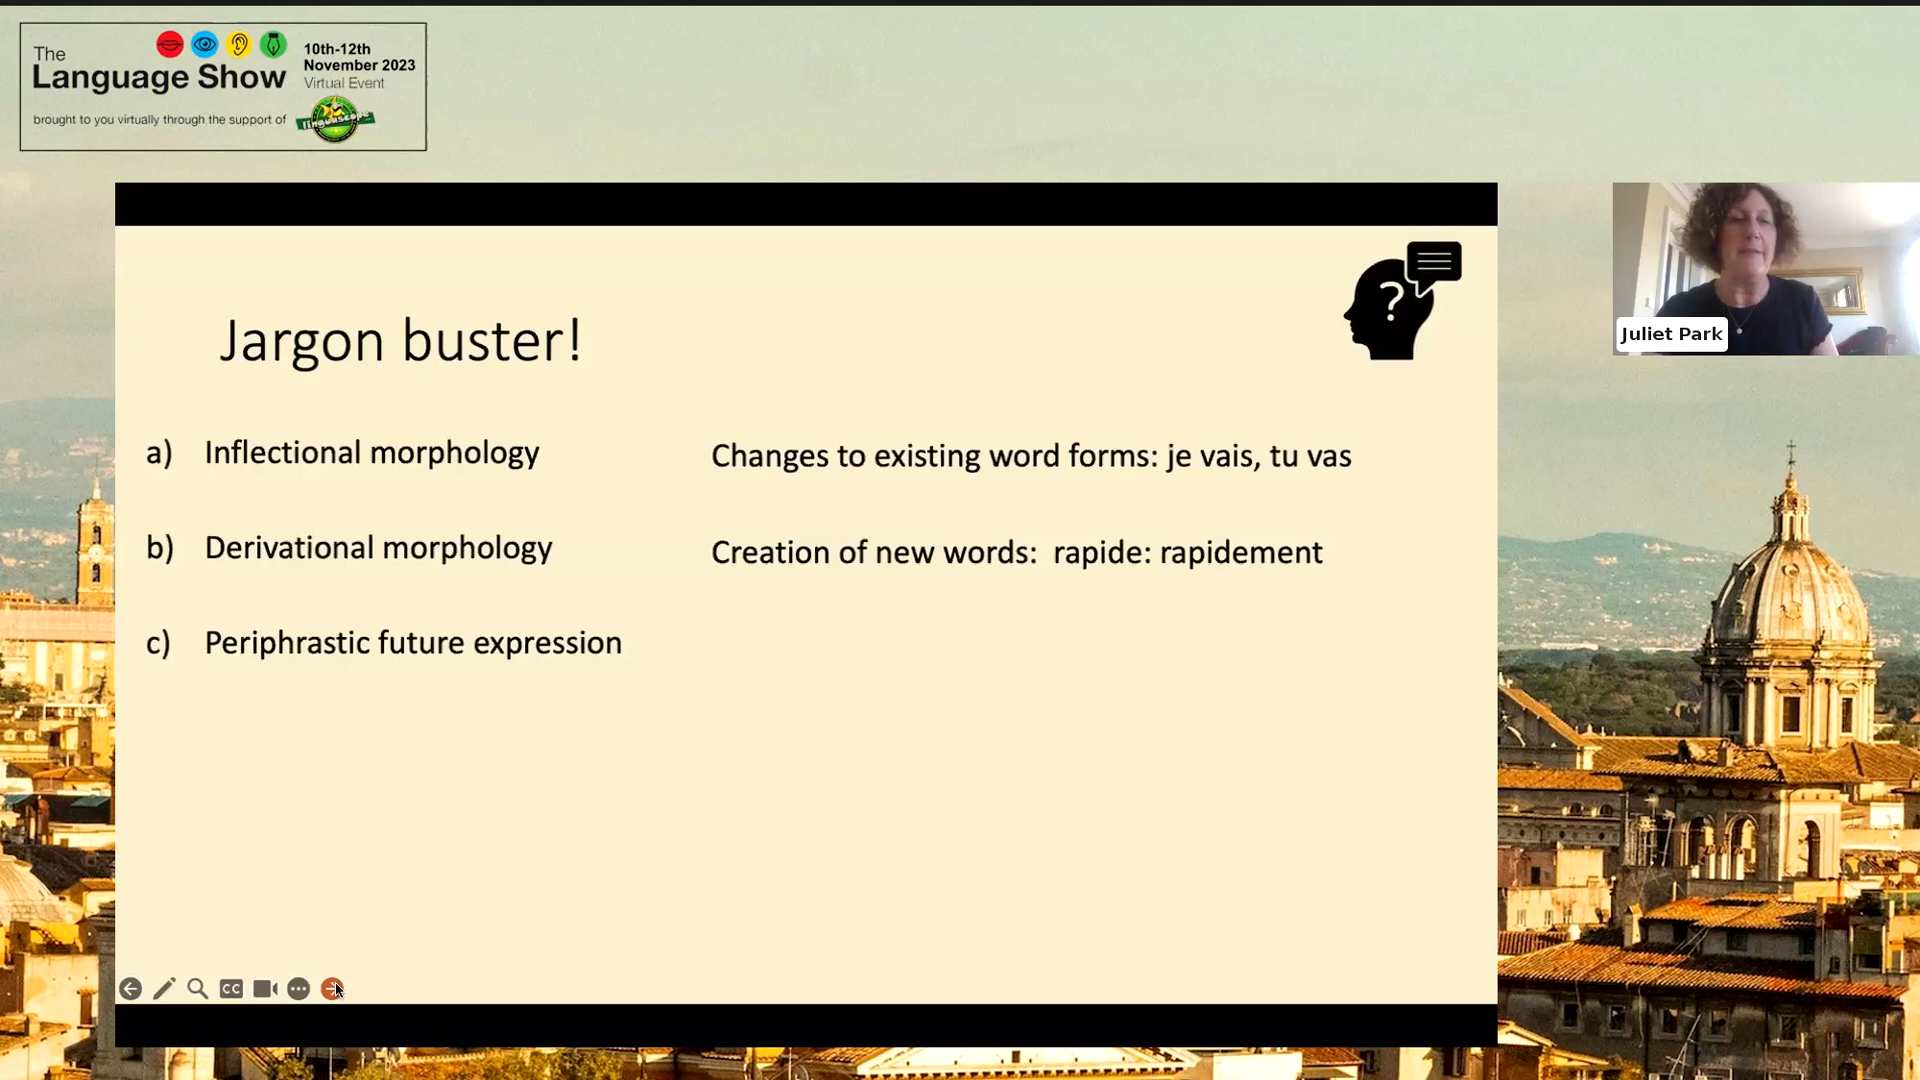 The
Language Show
10th-12th
November 2023
Virtual Event
brought to you virtually through the support of
linguascope
Juliet Park
Jargon buster!
?
a) Inflectional morphology
Changes to existing word forms: je vais, tu vas
b) Derivational morphology
Creation of new words: rapide: rapidement
c) Periphrastic future expression
CC